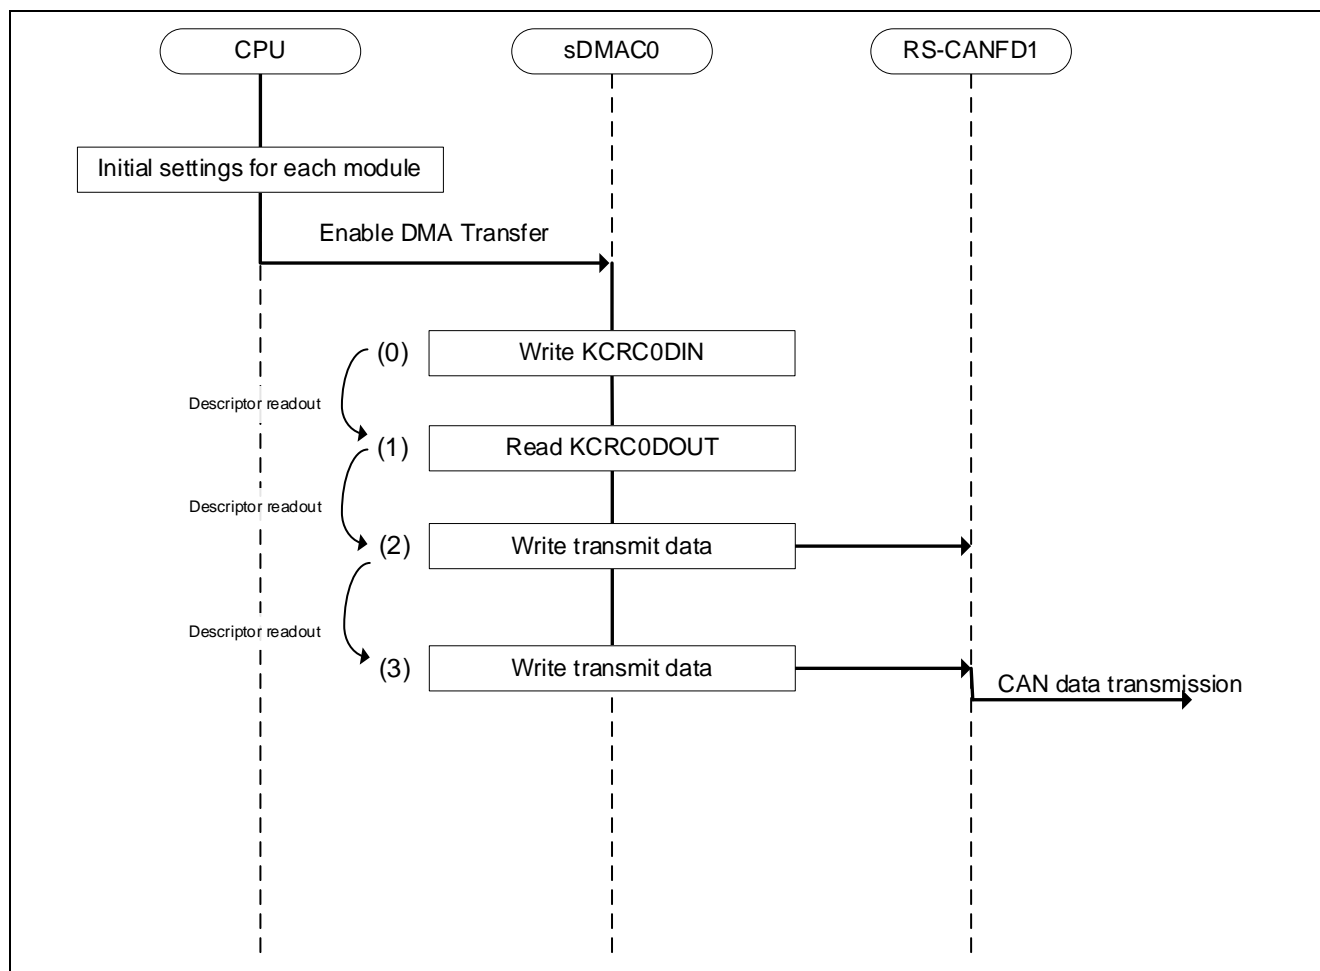 CPU
sDMAC0
RS-CANFD1
Initial settings for each module
Enable DMA Transfer
(0)
Write KCRC0DIN
Descriptor readout
(1)
Read KCRC0DOUT
Descriptor readout
(2)
Write transmit data
Descriptor readout
(3)
Write transmit data
CAN data transmission